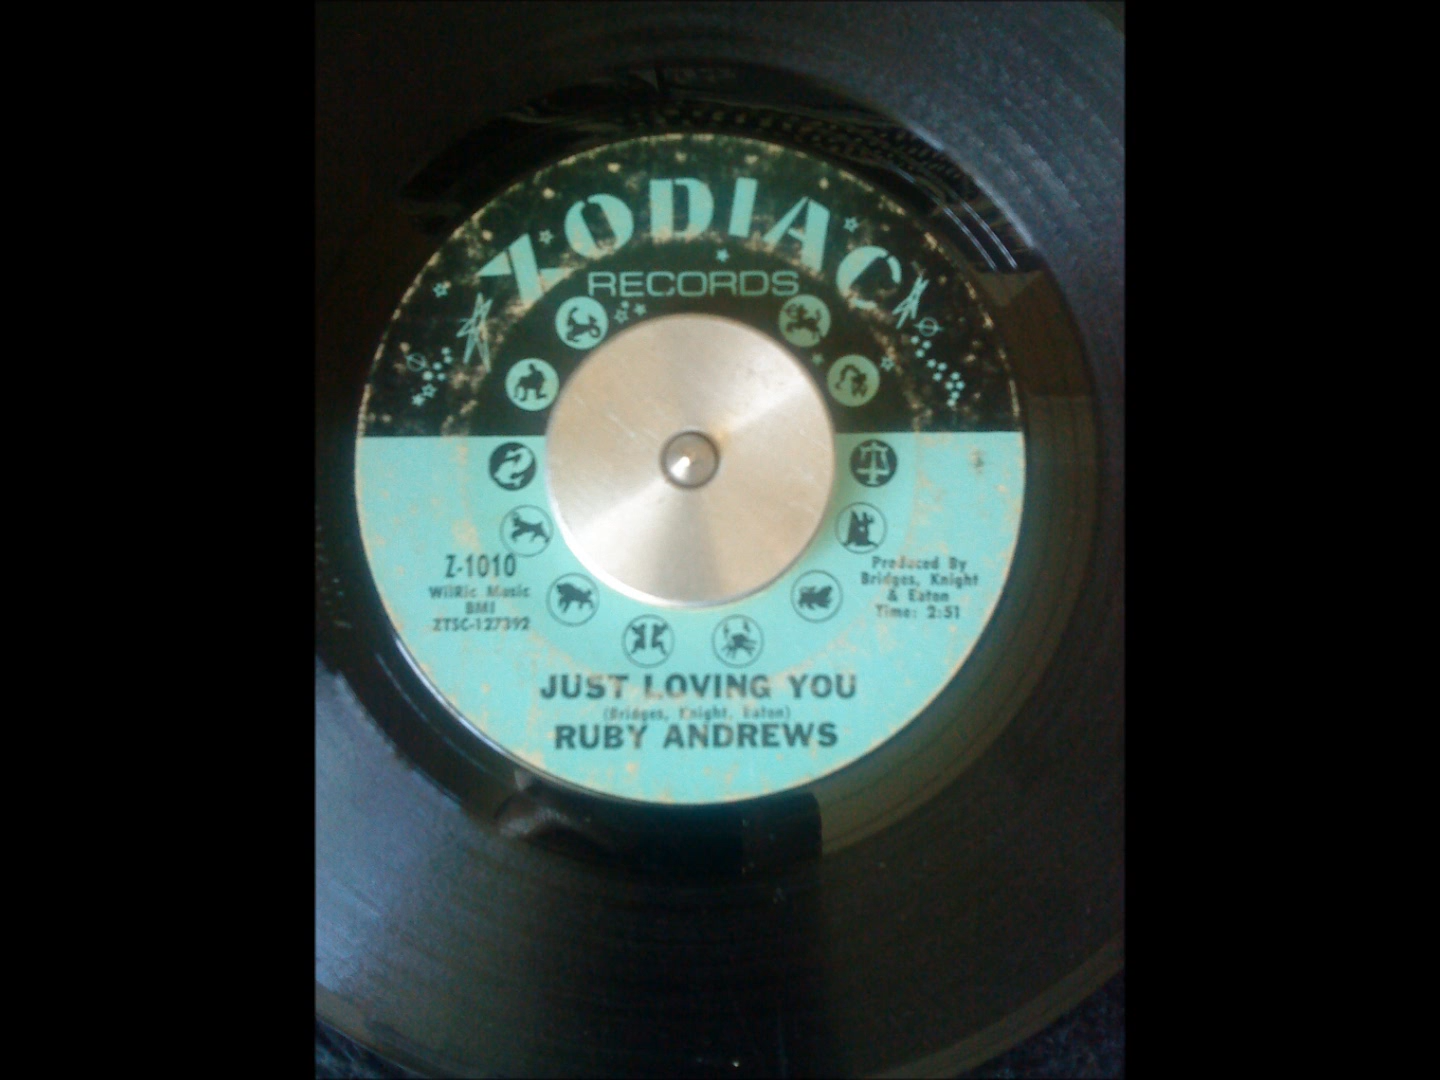 ZODIAC
RECORDS
Z-1010
WilRic Music
BMI
ZTSC-127392
Produced By
Bridges, Knight
& Eaton
Time: 2:51
JUST LOVING YOU
(Bridges, Knight, Eaton)
RUBY ANDREWS